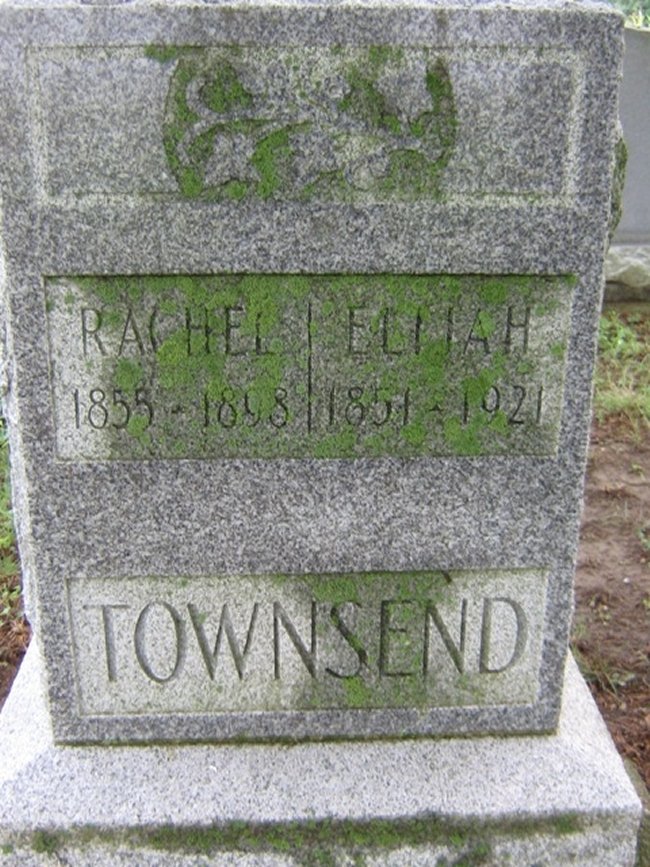 RACHEL | ELIJAH
1855 - 1898 | 1851 - 1921
TOWNSEND